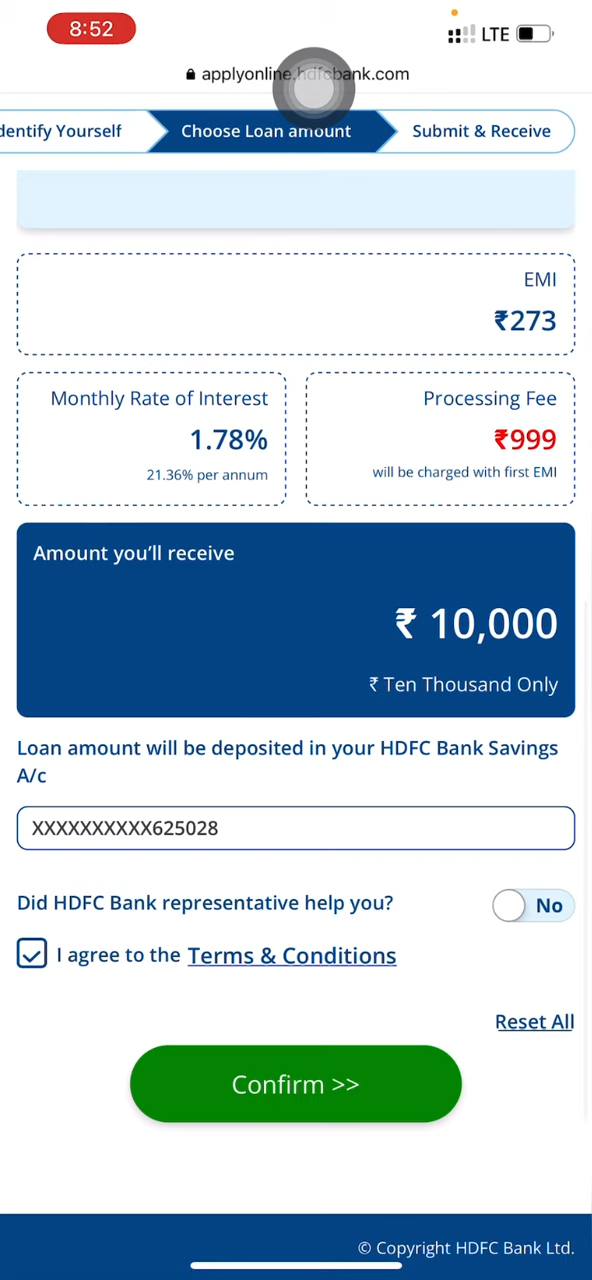 8:52
LTE
applyonline.hdfcbank.com
dentify Yourself
Choose Loan amount
Submit & Receive
EMI
₹273
Monthly Rate of Interest
1.78%
21.36% per annum
Processing Fee
₹999
will be charged with first EMI
Amount you’ll receive
₹ 10,000
₹ Ten Thousand Only
Loan amount will be deposited in your HDFC Bank Savings
A/c
XXXXXXXXXX625028
Did HDFC Bank representative help you?
No
I agree to the Terms & Conditions
Reset All
Confirm >>
© Copyright HDFC Bank Ltd.